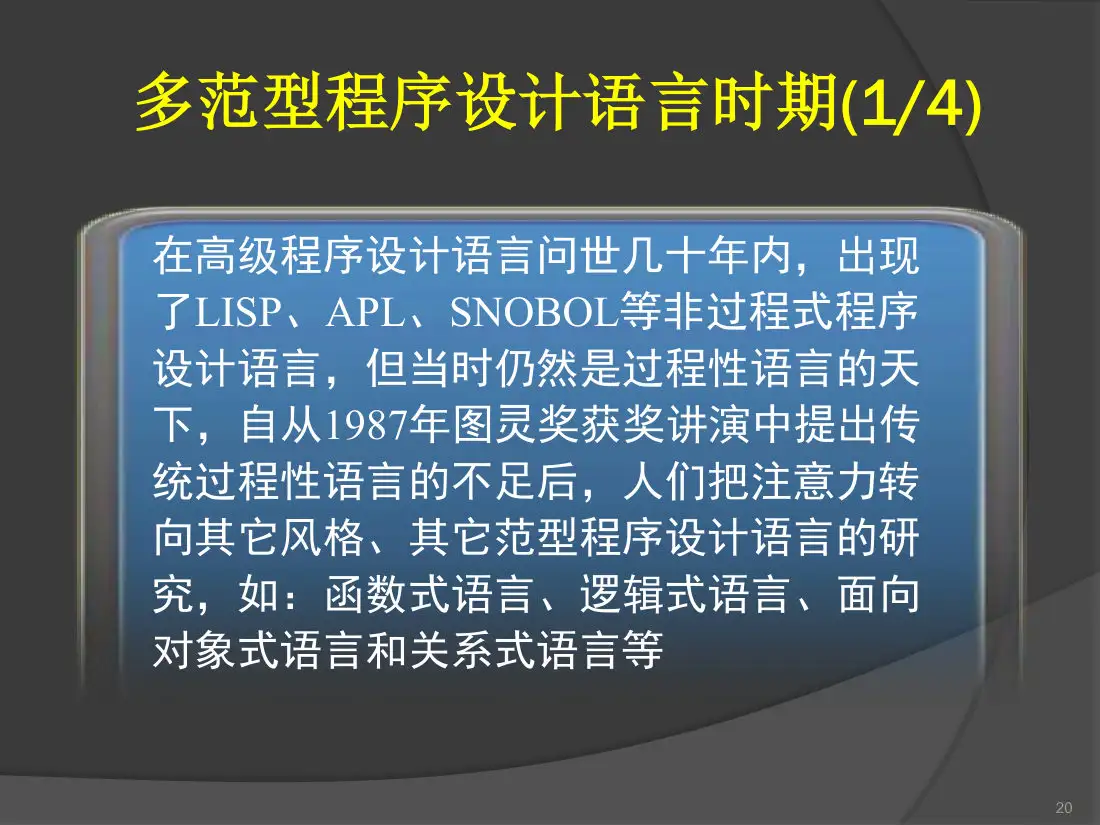 多范型程序设计语言时期(1/4)
在高级程序设计语言问世几十年内，出现
了LISP、APL、SNOBOL等非过程式程序
设计语言，但当时仍然是过程性语言的天
下，自从1987年图灵奖获奖讲演中提出传
统过程性语言的不足后，人们把注意力转
向其它风格、其它范型程序设计语言的研
究，如：函数式语言、逻辑式语言、面向
对象式语言和关系式语言等
20